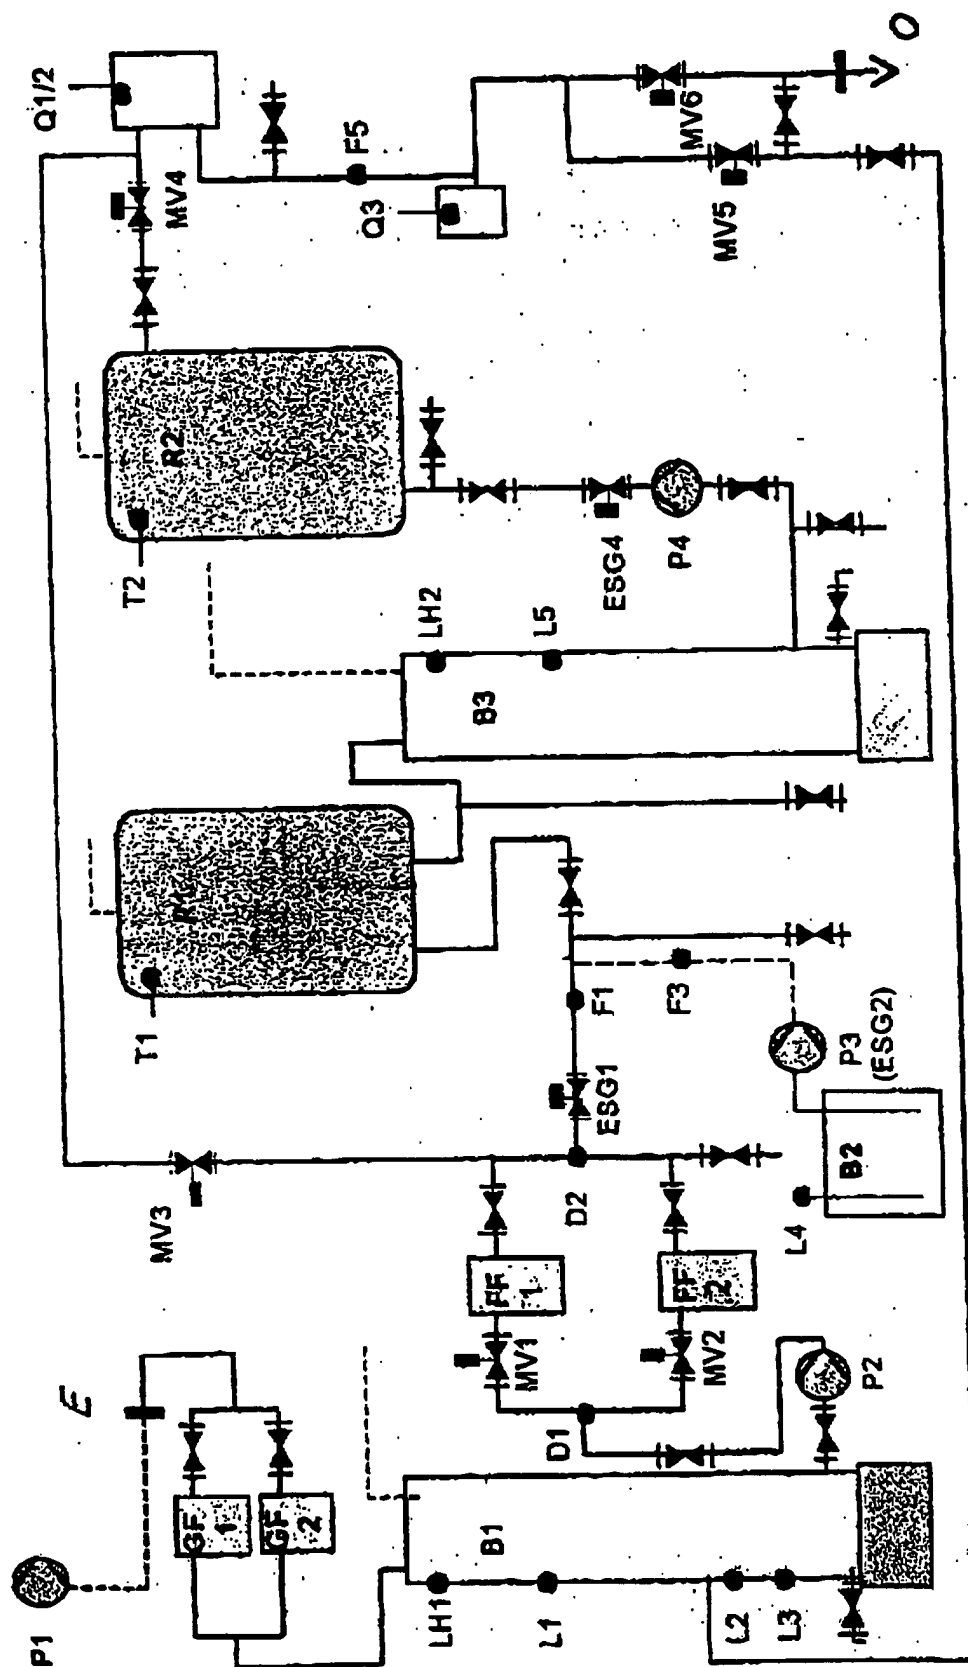 P1
E
GF
1
GF
2
LH1
L1
L2
L3
B1
D1
P2
MV1
MV2
FF
1
FF
2
MV3
D2
ESG1
F1
F3
L4
B2
P3
(ESG2)
T1
R1
B3
LH2
L5
T2
R2
ESG4
P4
MV4
Q1/2
F5
Q3
MV5
MV6
O